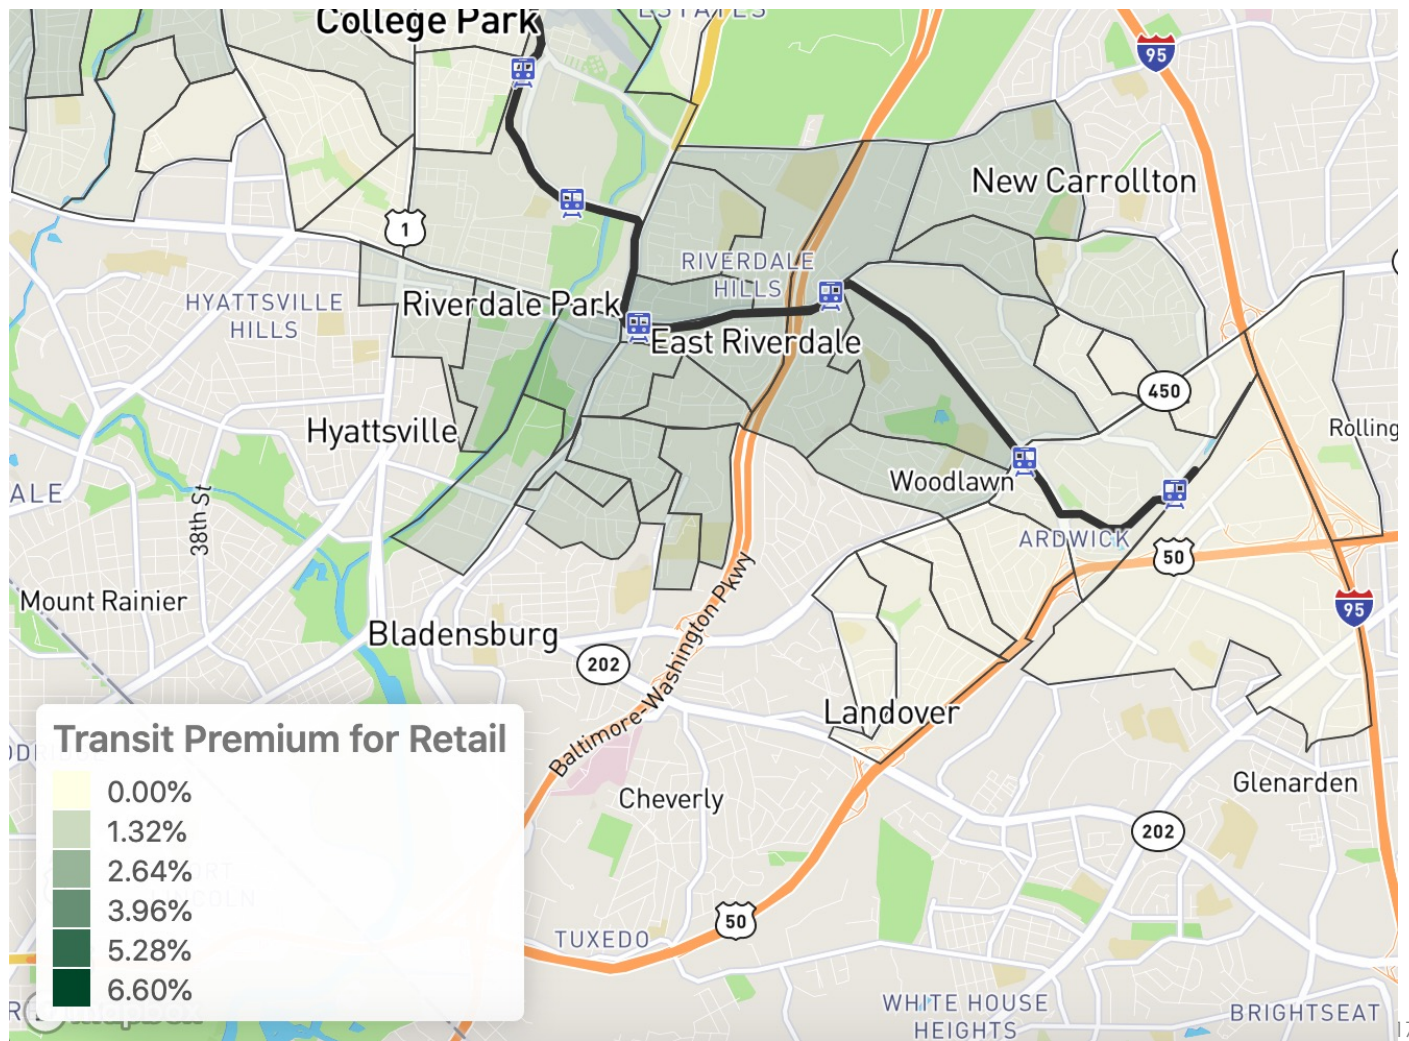 College Park
ESTATES
95
New Carrollton
1
RIVERDALE
HILLS
HYATTSVILLE
HILLS
Riverdale Park
East Riverdale
450
Hyattsville
Rolling
Woodlawn
ALE
38th St
ARDWICK
50
Mount Rainier
95
Bladensburg
202
Baltimore-Washington Pkwy
Landover
Transit Premium for Retail
0.00%
1.32%
2.64%
3.96%
5.28%
6.60%
Glenarden
Cheverly
202
50
TUXEDO
WHITE HOUSE
HEIGHTS
BRIGHTSEAT
mapbox
17